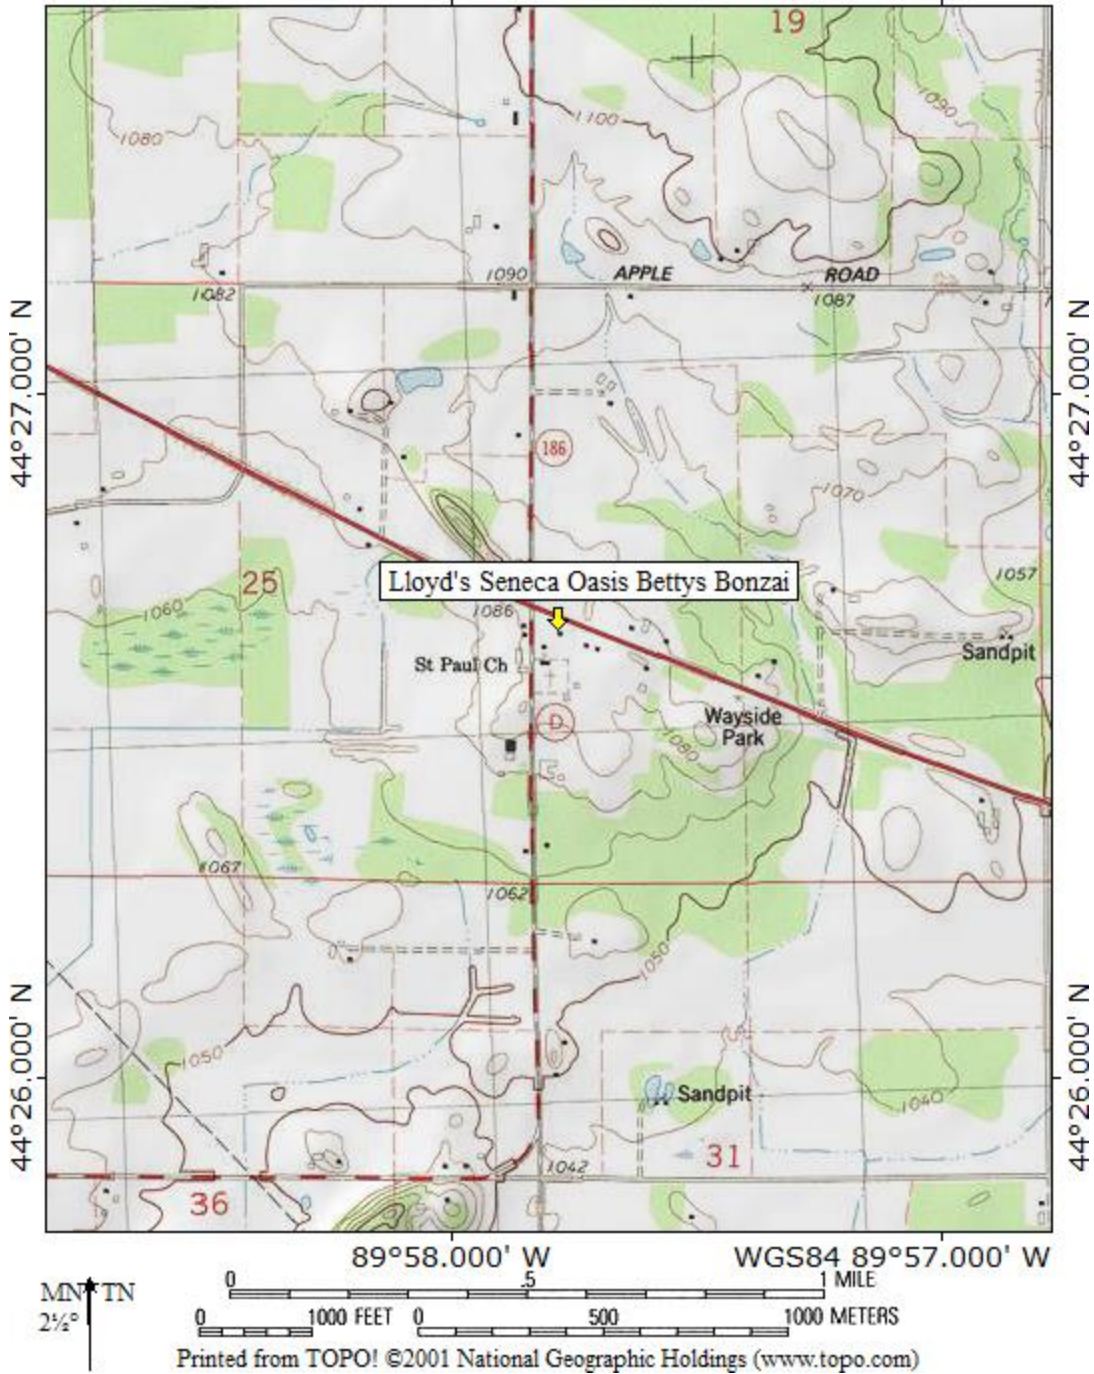 19
1080
1100
1090
1090
APPLE
ROAD
1082
1087
44°27.000' N
44°27.000' N
186
1070
1057
Lloyd's Seneca Oasis Bettys Bonzai
25
1060
1086
St Paul Ch
Sandpit
D
Wayside
Park
1080
1067
1062
1050
44°26.000' N
44°26.000' N
1050
Sandpit
1040
31
1042
36
89°58.000' W
WGS84 89°57.000' W
MN TN
2½°
0 .5 1 MILE
0 1000 FEET 0 500 1000 METERS
Printed from TOPO! ©2001 National Geographic Holdings (www.topo.com)